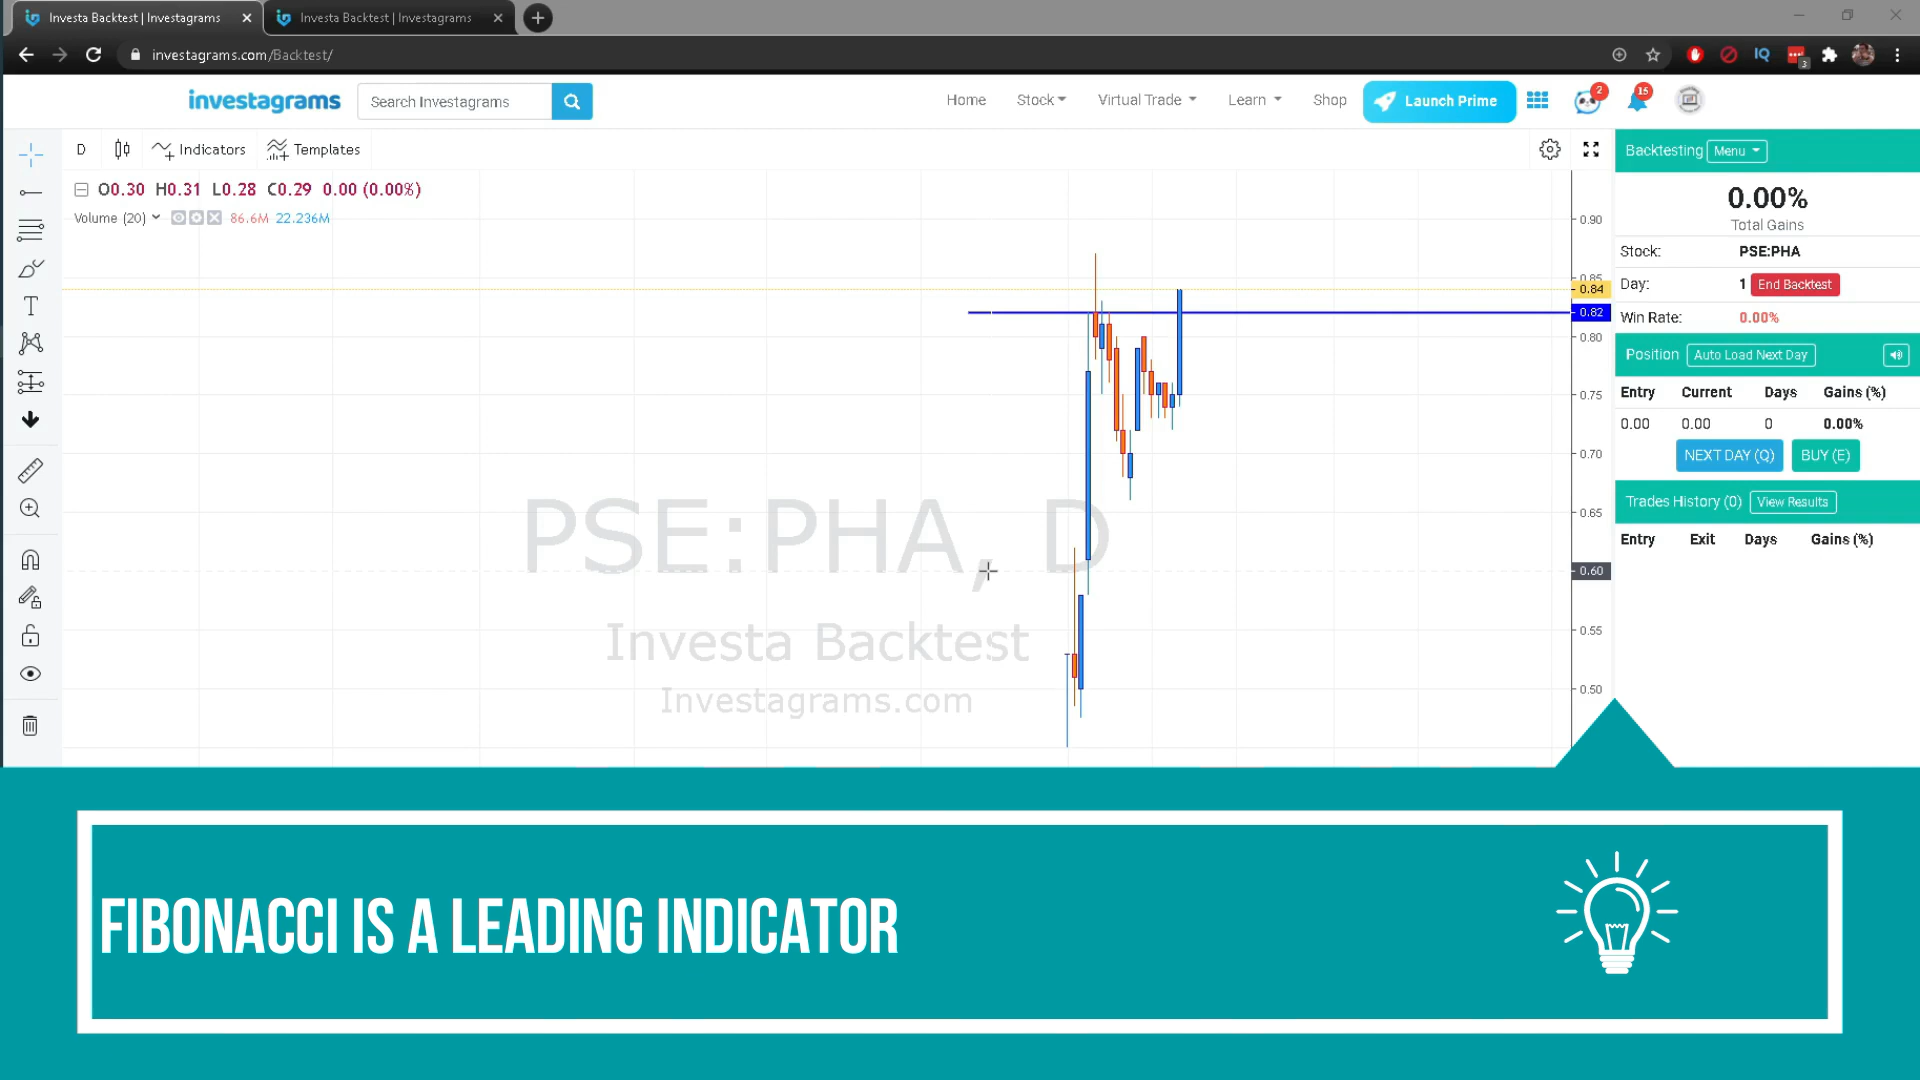 Investa Backtest | Investagrams
Investa Backtest | Investagrams
investagrams.com/Backtest/
IQ
3
investagrams
Search Investagrams
Home
Stock
Virtual Trade
Learn
Shop
Launch Prime
2
15
D
Indicators
Templates
O0.30 H0.31 L0.28 C0.29 0.00 (0.00%)
Volume (20) 86.6M 22.236M
PSE:PHA, D
Investa Backtest
Investagrams.com
0.90
0.85
0.84
0.82
0.80
0.75
0.70
0.65
0.60
0.55
0.50
Backtesting Menu
0.00%
Total Gains
Stock: PSE:PHA
Day: 1 End Backtest
Win Rate: 0.00%
Position Auto Load Next Day
Entry Current Days Gains (%)
0.00 0.00 0 0.00%
NEXT DAY (Q) BUY (E)
Trades History (0) View Results
Entry Exit Days Gains (%)
FIBONACCI IS A LEADING INDICATOR